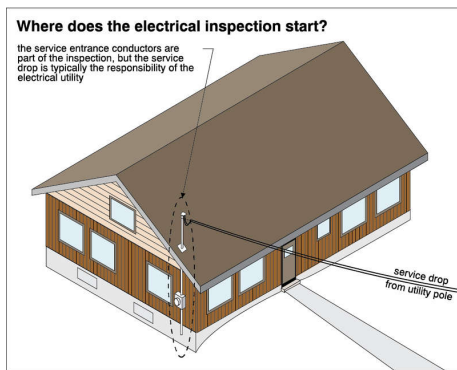 Where does the electrical inspection start?
the service entrance conductors are
part of the inspection, but the service
drop is typically the responsibility of the
electrical utility
service drop
from utility pole